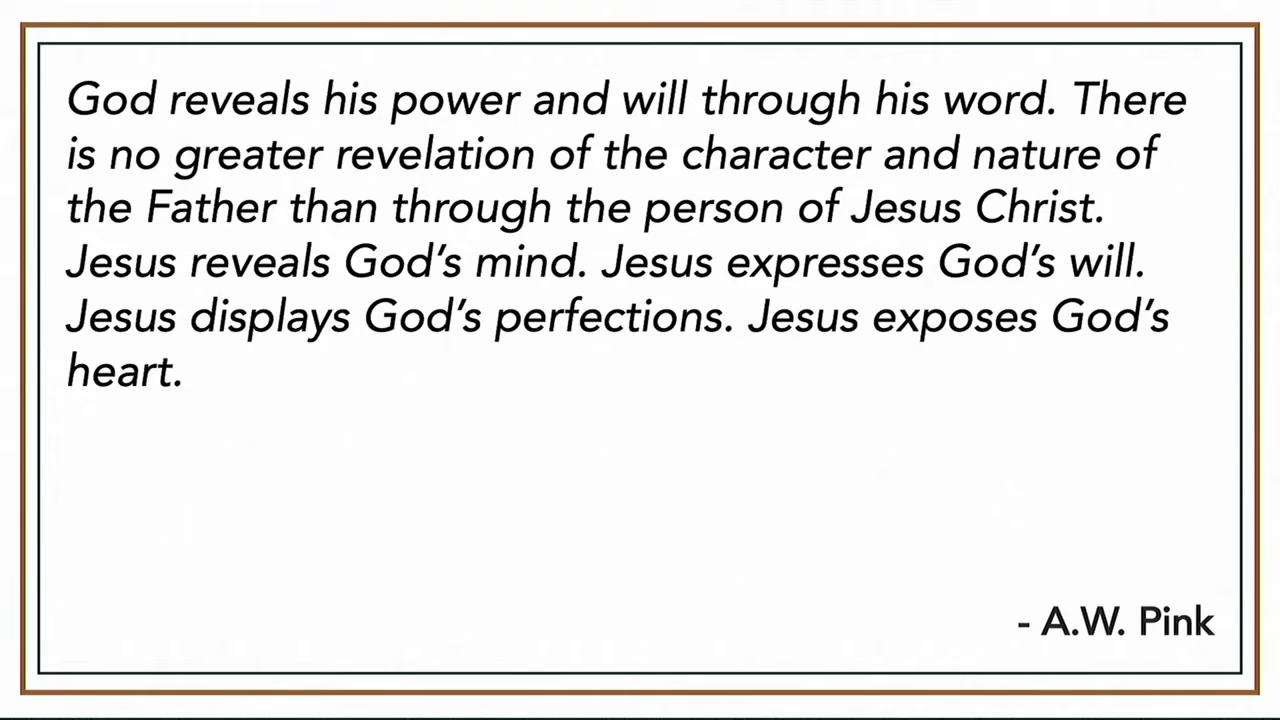 God reveals his power and will through his word. There
is no greater revelation of the character and nature of
the Father than through the person of Jesus Christ.
Jesus reveals God’s mind. Jesus expresses God’s will.
Jesus displays God’s perfections. Jesus exposes God’s
heart.
- A.W. Pink